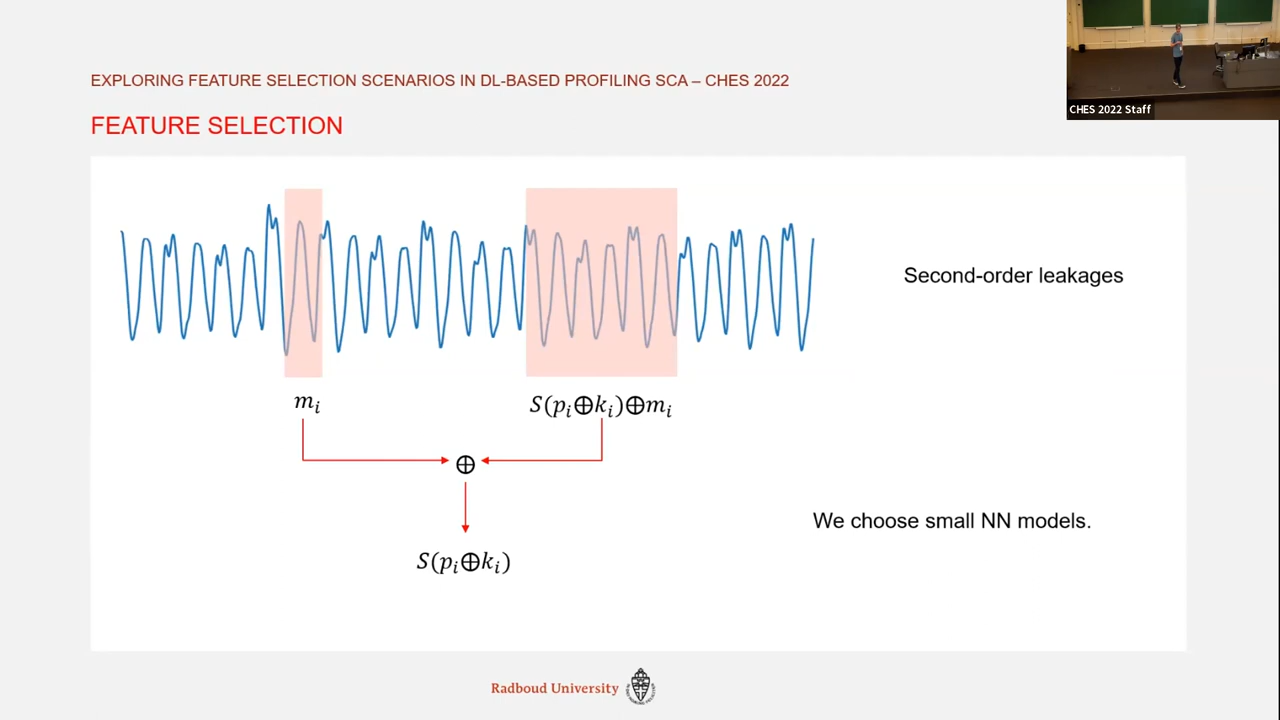 CHES 2022 Staff
EXPLORING FEATURE SELECTION SCENARIOS IN DL-BASED PROFILING SCA – CHES 2022
FEATURE SELECTION
Second-order leakages
mᵢ
S(pᵢ⊕kᵢ)⊕mᵢ
⊕
We choose small NN models.
S(pᵢ⊕kᵢ)
Radboud University